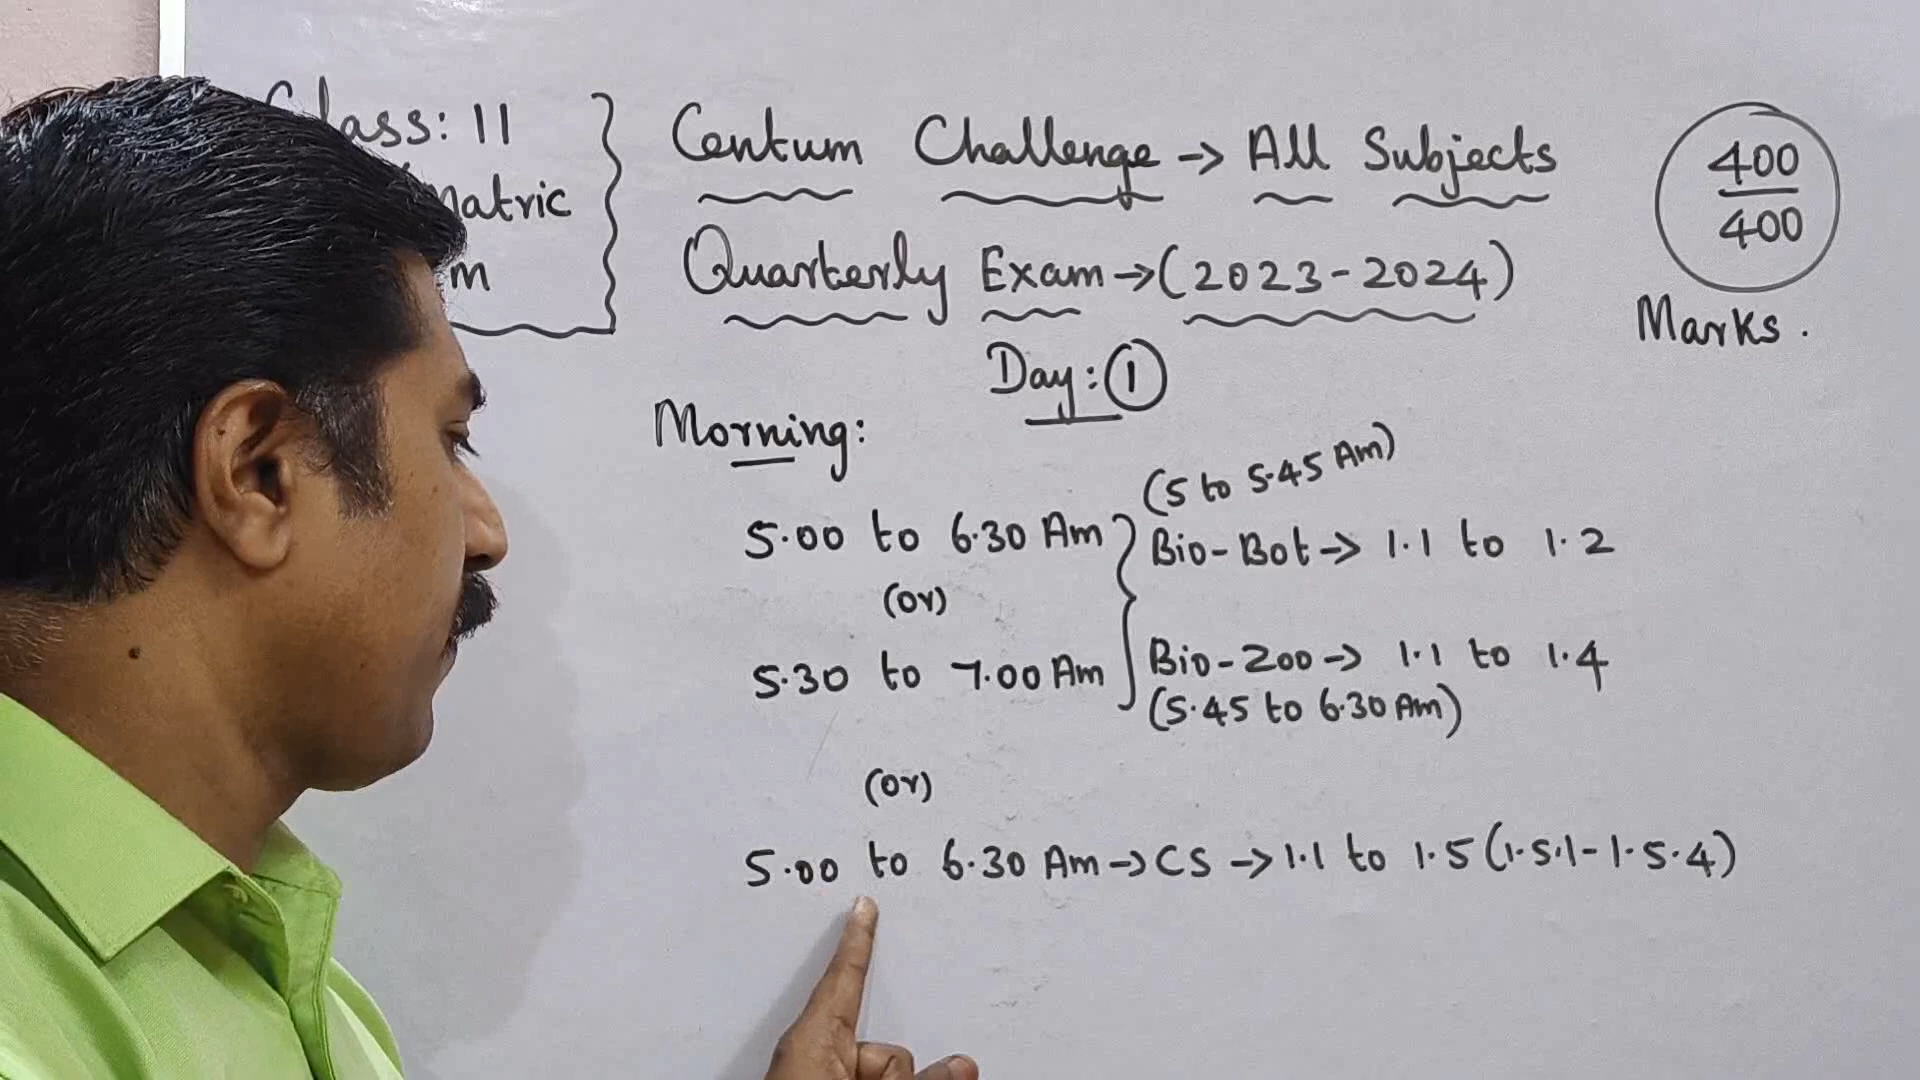 Class: 11
Centum Challenge → All Subjects
Quarterly Exam → (2023-2024)
400
400
Marks.
Day: 1
Morning:
(5 to 5.45 Am)
5.00 to 6.30 Am } Bio-Bot → 1.1 to 1.2
(or)
5.30 to 7.00 Am Bio-Zoo → 1.1 to 1.4
(5.45 to 6.30 Am)
(or)
5.00 to 6.30 Am → CS → 1.1 to 1.5 (1.5.1 - 1.5.4)